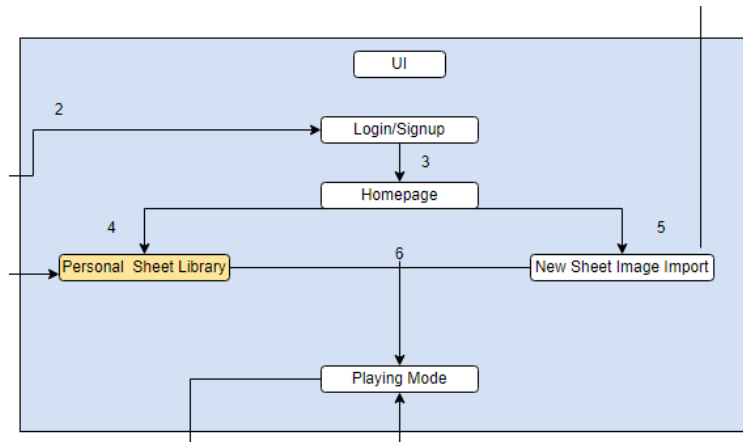 UI
2
Login/Signup
3
Homepage
4
5
Personal  Sheet Library
6
New Sheet Image Import
Playing Mode